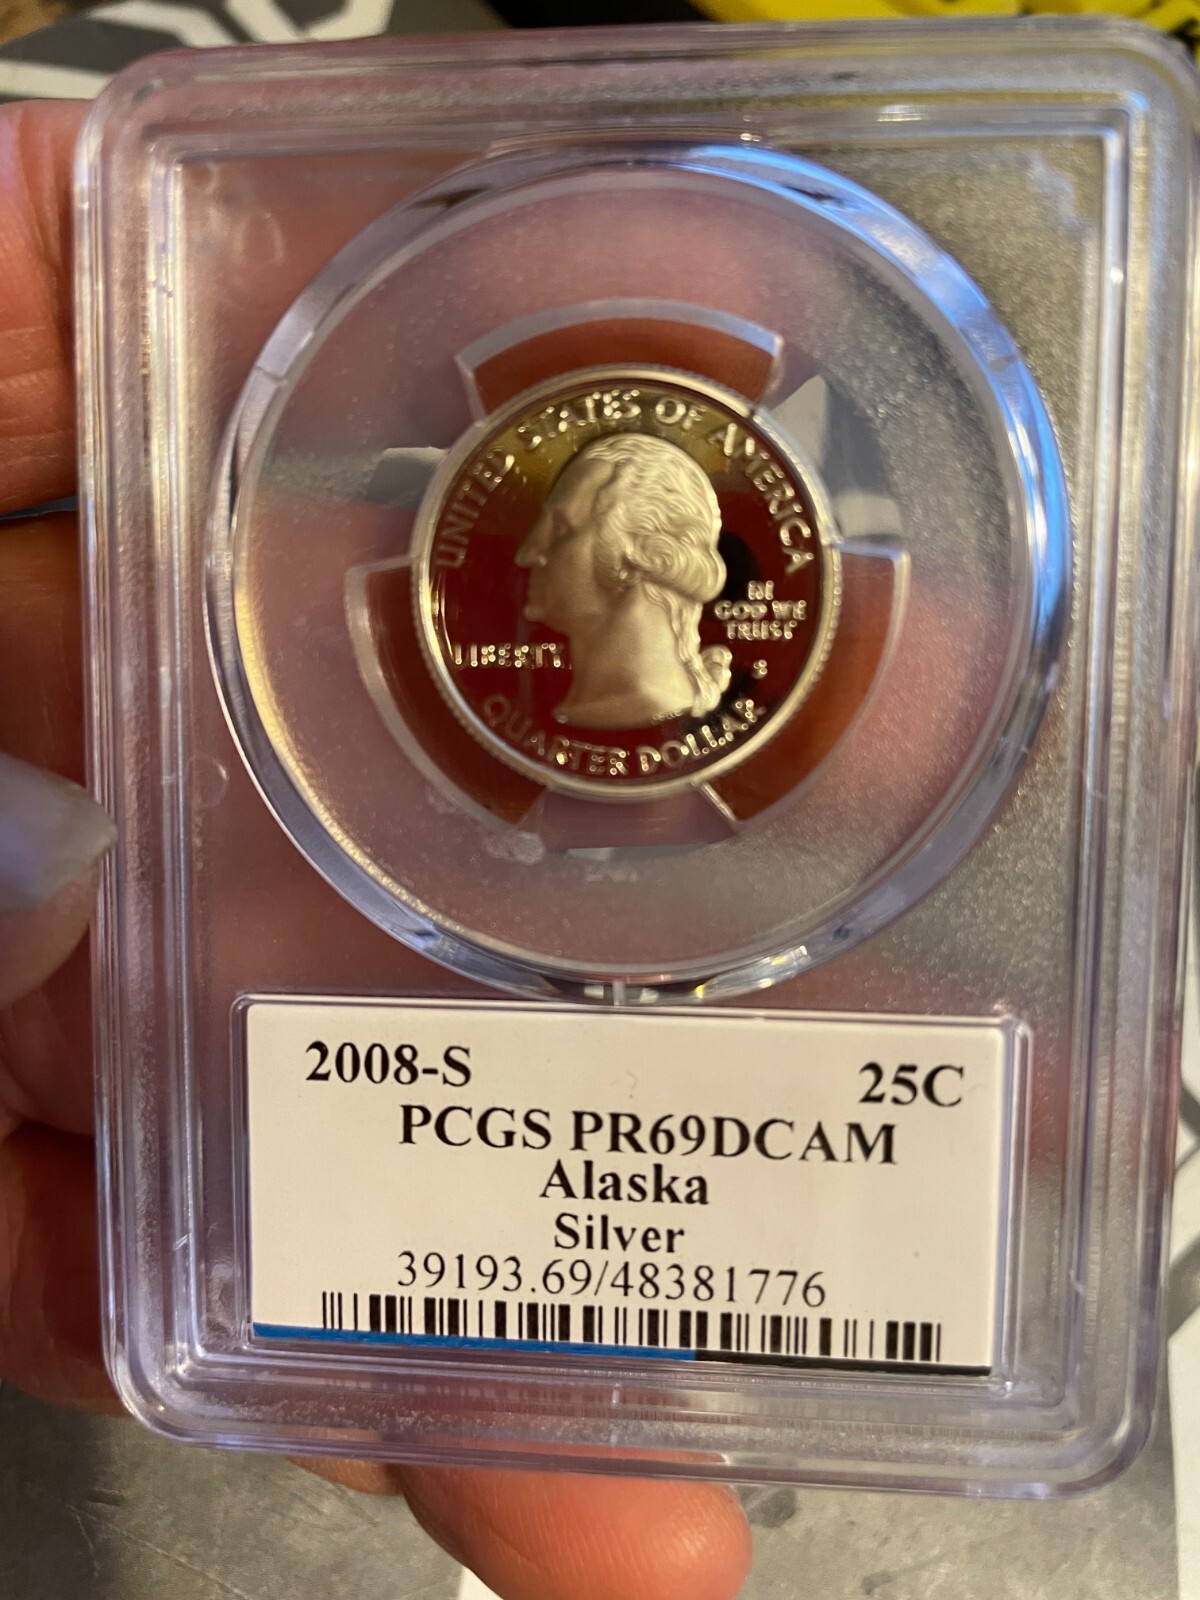 UNITED STATES OF AMERICA
IN
GOD WE
TRUST
LIBERTY
S
QUARTER DOLLAR
2008-S 25C
PCGS PR69DCAM
Alaska
Silver
39193.69/48381776